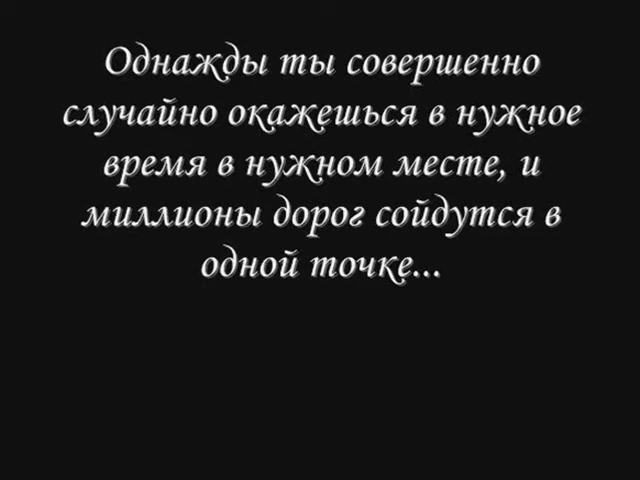 Однажды ты совершенно
случайно окажешься в нужное
время в нужном месте, и
миллионы дорог сойдутся в
одной точке...